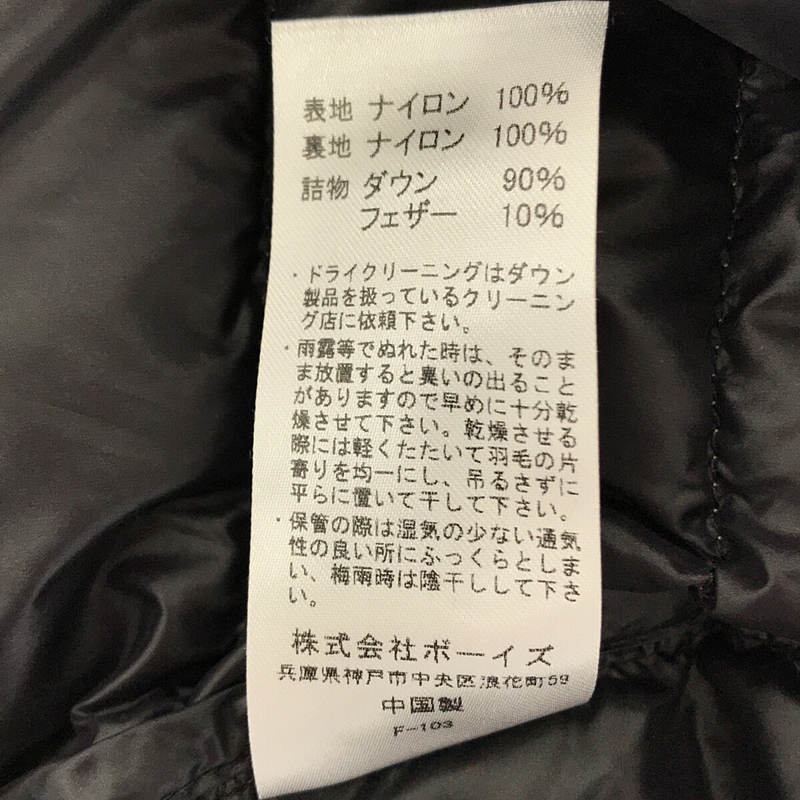 表地 ナイロン 100%
裏地 ナイロン 100%
詰物 ダウン 90%
フェザー 10%
・ドライクリーニングはダウン
製品を扱っているクリーニン
グ店に依頼下さい。
・雨露等でぬれた時は、そのま
ま放置すると臭いの出ること
がありますので早めに十分乾
燥させて下さい。乾燥させる
際には軽くたたいて羽毛の片
寄りを均一にし、吊るさずに
平らに置いて干して下さい。
・保管の際は湿気の少ない通気
性の良い所にふっくらとしま
い、梅雨時は陰干しして下さ
い。
株式会社ボーイズ
兵庫県神戸市中央区浪花町59
中国製
F-103